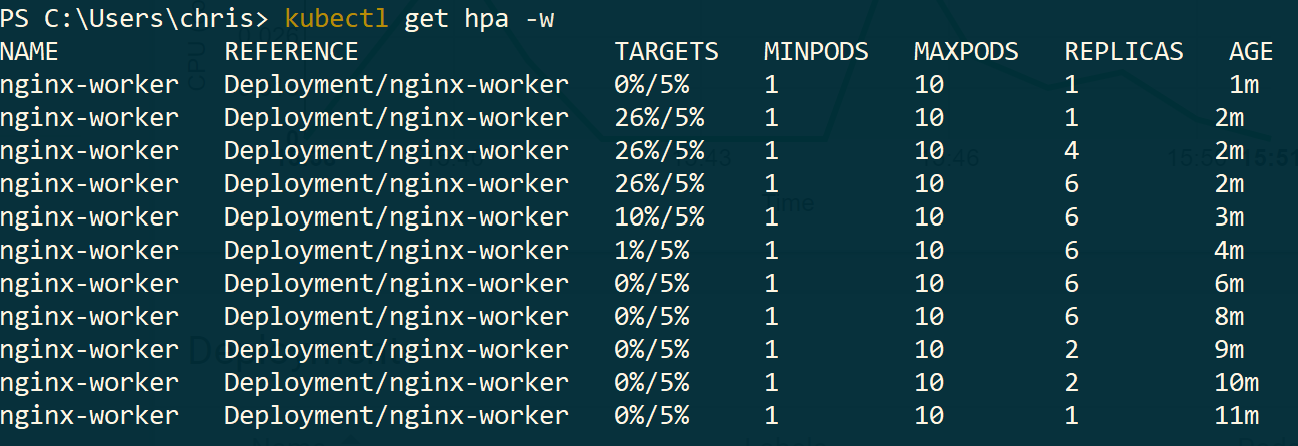 PS C:\Users\chris> kubectl get hpa -w
NAME REFERENCE TARGETS MINPODS MAXPODS REPLICAS AGE
nginx-worker Deployment/nginx-worker 0%/5% 1 10 1 1m
nginx-worker Deployment/nginx-worker 26%/5% 1 10 1 2m
nginx-worker Deployment/nginx-worker 26%/5% 1 10 4 2m
nginx-worker Deployment/nginx-worker 26%/5% 1 10 6 2m
nginx-worker Deployment/nginx-worker 10%/5% 1 10 6 3m
nginx-worker Deployment/nginx-worker 1%/5% 1 10 6 4m
nginx-worker Deployment/nginx-worker 0%/5% 1 10 6 6m
nginx-worker Deployment/nginx-worker 0%/5% 1 10 6 8m
nginx-worker Deployment/nginx-worker 0%/5% 1 10 2 9m
nginx-worker Deployment/nginx-worker 0%/5% 1 10 2 10m
nginx-worker Deployment/nginx-worker 0%/5% 1 10 1 11m